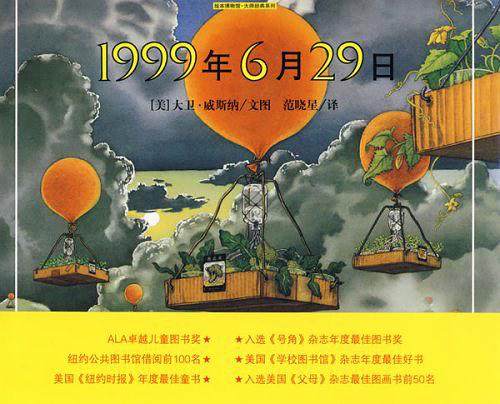 绘本博物馆·大师经典系列
1999年6月29日
[美]大卫·威斯纳/文图 范晓星/译
ALA卓越儿童图书奖★ ★入选《号角》杂志年度最佳图书奖
纽约公共图书馆借阅前100名★ ★美国《学校图书馆》杂志年度最佳好书
美国《纽约时报》年度最佳童书★ ★入选美国《父母》杂志最佳图画书前50名